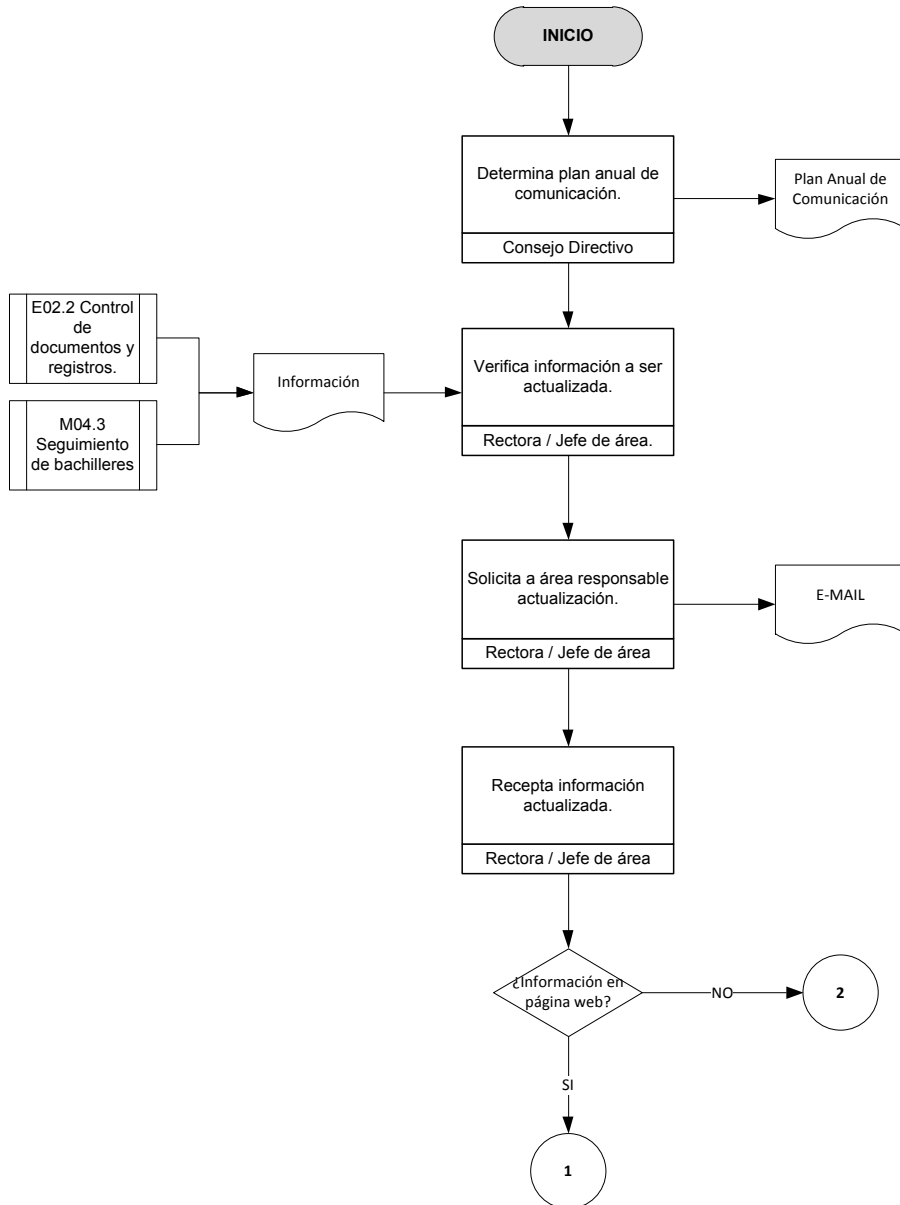 INICIO
Determina plan anual de
comunicación.
Consejo Directivo
Plan Anual de
Comunicación
E02.2 Control
de
documentos y
registros.
M04.3
Seguimiento
de bachilleres
Información
Verifica información a ser
actualizada.
Rectora / Jefe de área.
Solicita a área responsable
actualización.
Rectora / Jefe de área
E-MAIL
Recepta información
actualizada.
Rectora / Jefe de área
¿Información en
página web?
NO
2
SI
1